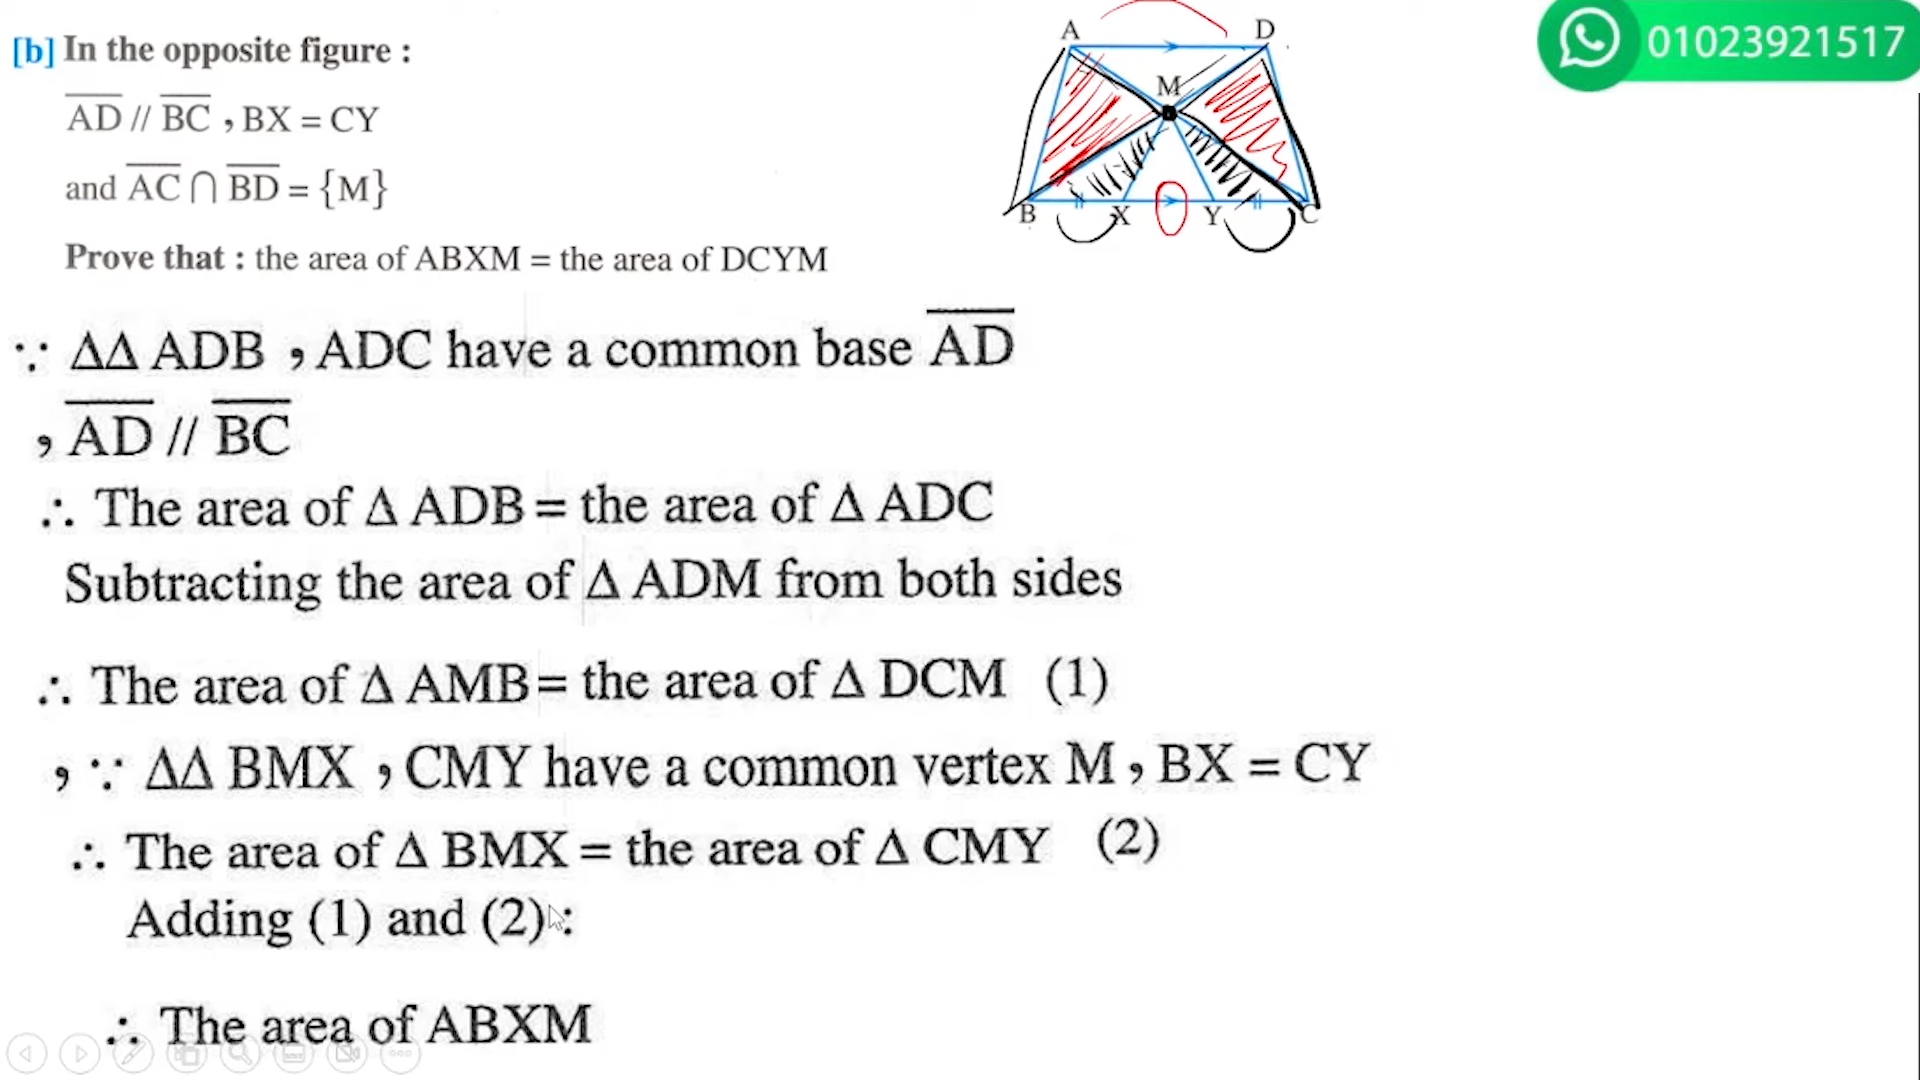 [b] In the opposite figure :
AD // BC , BX = CY
and AC ∩ BD = {M}
Prove that : the area of ABXM = the area of DCYM
A D
M
B X Y C
01023921517
∵ ΔΔ ADB , ADC have a common base AD
, AD // BC
∴ The area of Δ ADB = the area of Δ ADC
Subtracting the area of Δ ADM from both sides
∴ The area of Δ AMB = the area of Δ DCM (1)
, ∵ ΔΔ BMX , CMY have a common vertex M , BX = CY
∴ The area of Δ BMX = the area of Δ CMY (2)
Adding (1) and (2) :
∴ The area of ABXM